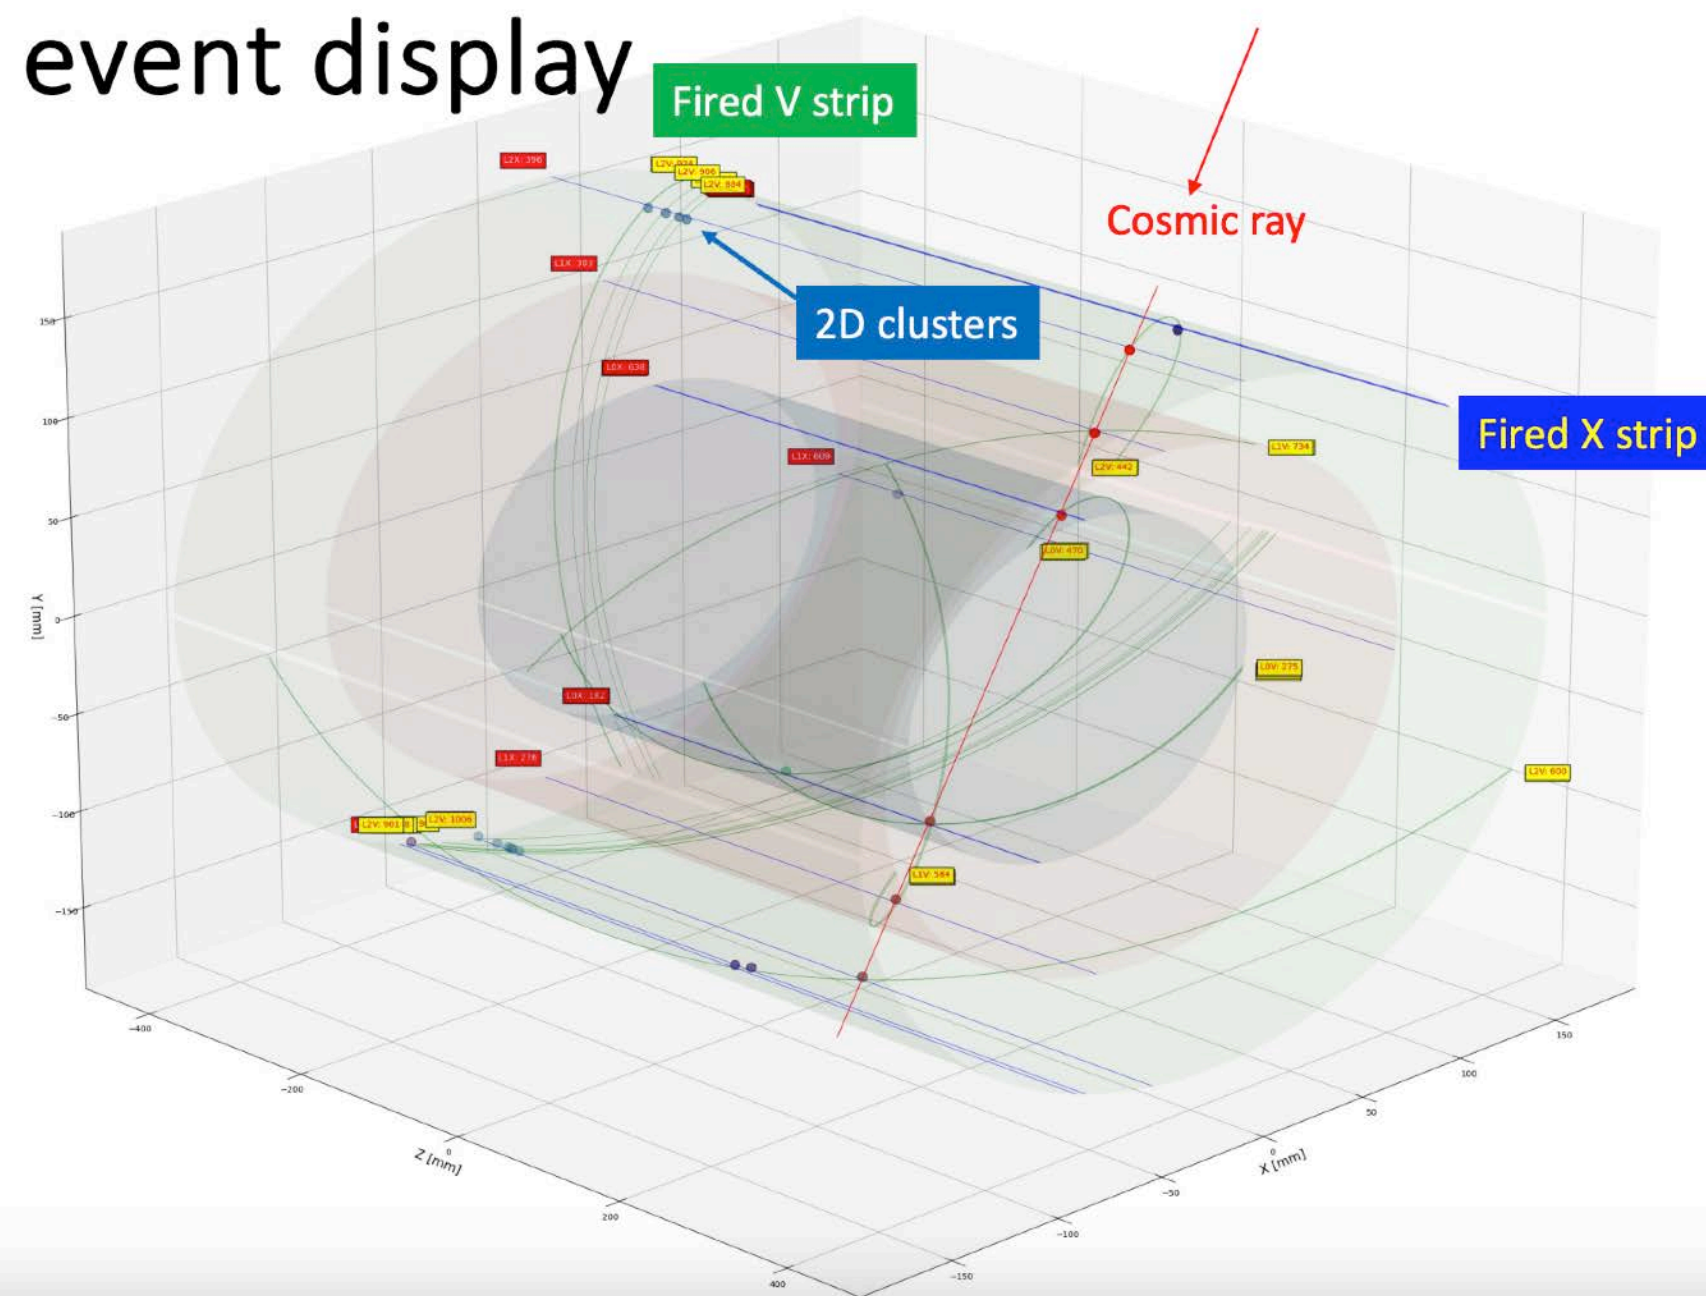 event display
Fired V strip
L2X: 396
L2V: 906
L2V: 884
Cosmic ray
L1X: 303
2D clusters
L0X: 638
Fired X strip
L1V: 734
L1X: 609
L2V: 442
L0V: 470
L0V: 275
L0X: 182
L1X: 278
L2V: 600
L2V: 901
L2V: 1006
L1V: 584
150
100
50
0
−50
−100
−150
Y [mm]
−400
−200
0
200
400
Z [mm]
150
100
50
0
−50
−100
−150
X [mm]